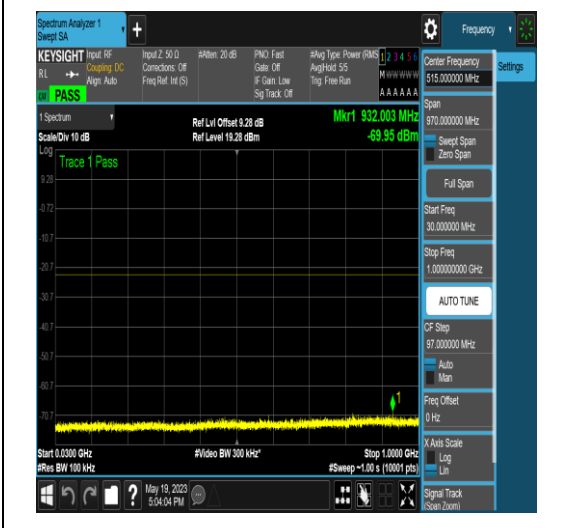 Spectrum Analyzer 1
Swept SA
+
Frequency
KEYSIGHT
RL
PASS
Input: RF
Coupling: DC
Align: Auto
Input Z: 50 Ω
Corrections: Off
Freq Ref: Int (S)
#Atten: 20 dB
PNO: Fast
Gate: Off
IF Gain: Low
Sig Track: Off
#Avg Type: Power (RMS
Avg|Hold: 5/5
Trig: Free Run
1 2 3 4 5 6
M W W W W W
A A A A A A
Center Frequency
515.000000 MHz
Settings
Span
970.000000 MHz
Swept Span
Zero Span
Full Span
Start Freq
30.000000 MHz
Stop Freq
1.000000000 GHz
AUTO TUNE
CF Step
97.000000 MHz
Auto
Man
Freq Offset
0 Hz
X Axis Scale
Log
Lin
Signal Track
(Span Zoom)
1 Spectrum
Scale/Div 10 dB
Ref Lvl Offset 9.28 dB
Ref Level 19.28 dBm
Mkr1 932.003 MHz
-69.95 dBm
Log
Trace 1 Pass
9.28
-0.72
-10.7
-20.7
-30.7
-40.7
-50.7
-60.7
-70.7
1
Start 0.0300 GHz
#Res BW 100 kHz
#Video BW 300 kHz*
Stop 1.0000 GHz
#Sweep ~1.00 s (10001 pts)
?
May 19, 2023
5:04:04 PM